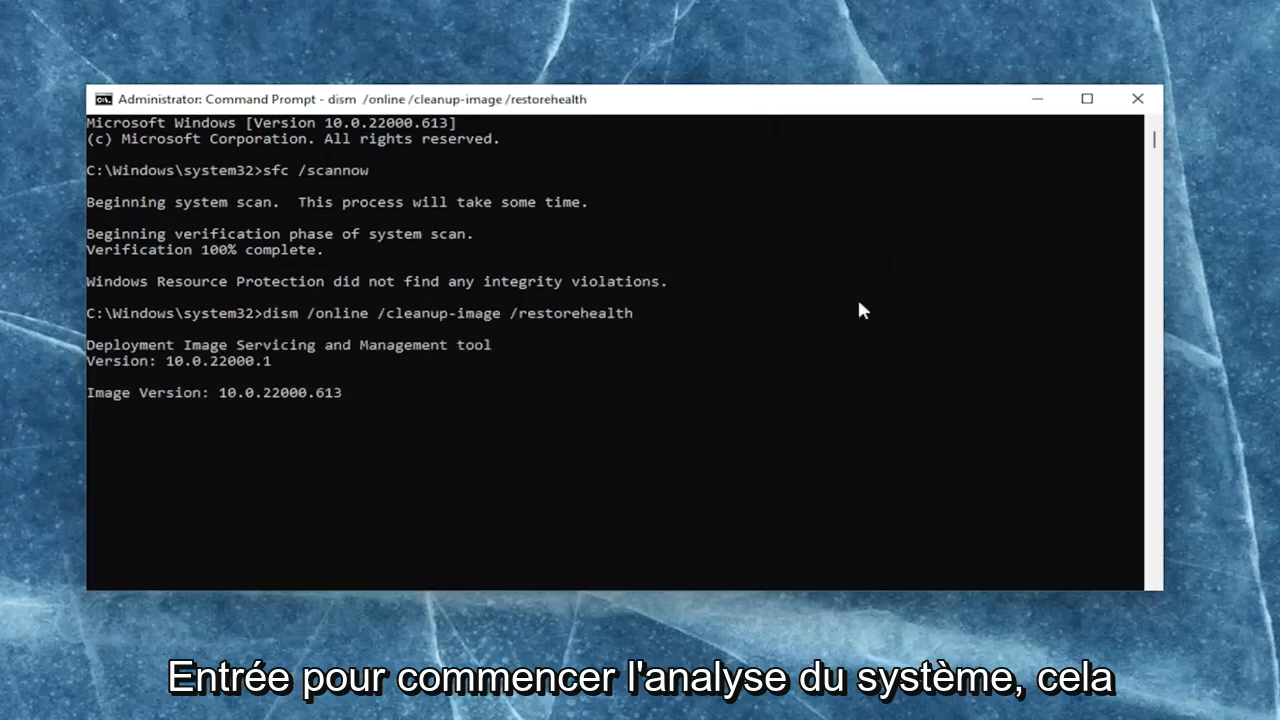 Administrator: Command Prompt - dism  /online /cleanup-image /restorehealth
Microsoft Windows [Version 10.0.22000.613]
(c) Microsoft Corporation. All rights reserved.
C:\Windows\system32>sfc /scannow
Beginning system scan.  This process will take some time.
Beginning verification phase of system scan.
Verification 100% complete.
Windows Resource Protection did not find any integrity violations.
C:\Windows\system32>dism /online /cleanup-image /restorehealth
Deployment Image Servicing and Management tool
Version: 10.0.22000.1
Image Version: 10.0.22000.613
Entrée pour commencer l'analyse du système, cela